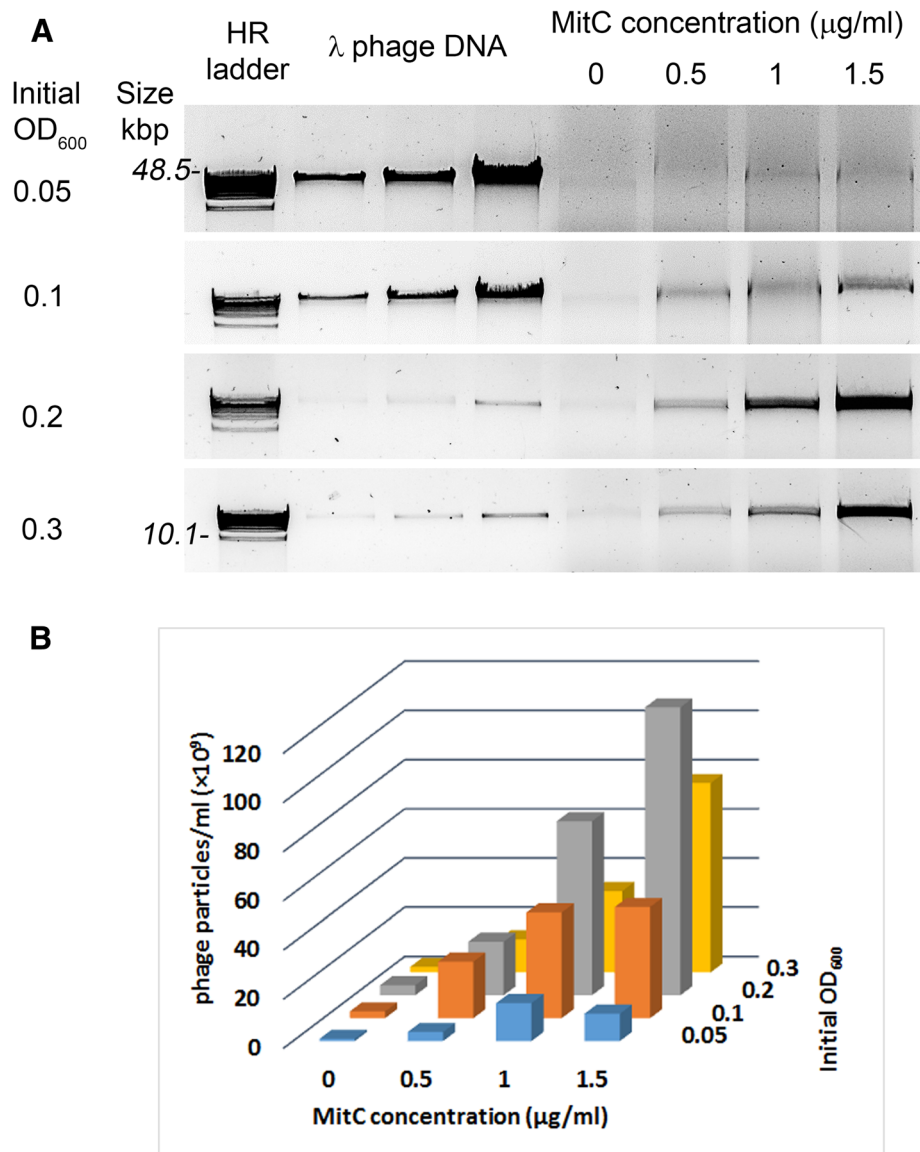 A
HR
ladder
λ phage DNA
MitC concentration (μg/ml)
0 0.5 1 1.5
Initial
OD600
Size
kbp
48.5-
0.05
0.1
0.2
0.3
10.1-
B
phage particles/ml (×10⁹)
120
100
80
60
40
20
0
0 0.5 1 1.5
MitC concentration (μg/ml)
0.3
0.2
0.1
0.05
Initial OD600